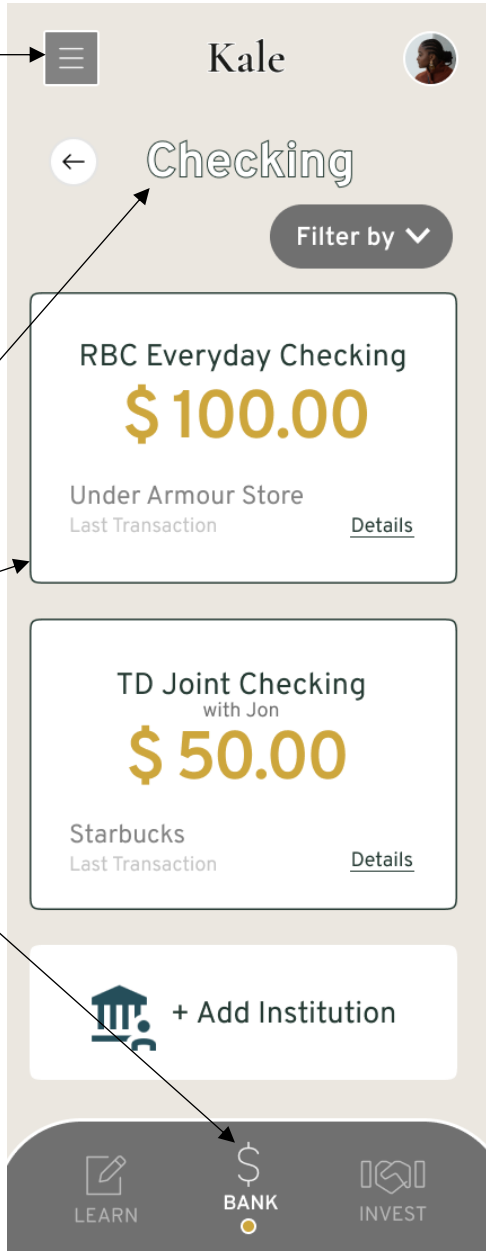 Kale
Checking
Filter by
RBC Everyday Checking
$ 100.00
Under Armour Store
Last Transaction
Details
TD Joint Checking
with Jon
$ 50.00
Starbucks
Last Transaction
Details
+ Add Institution
$
LEARN
BANK
INVEST